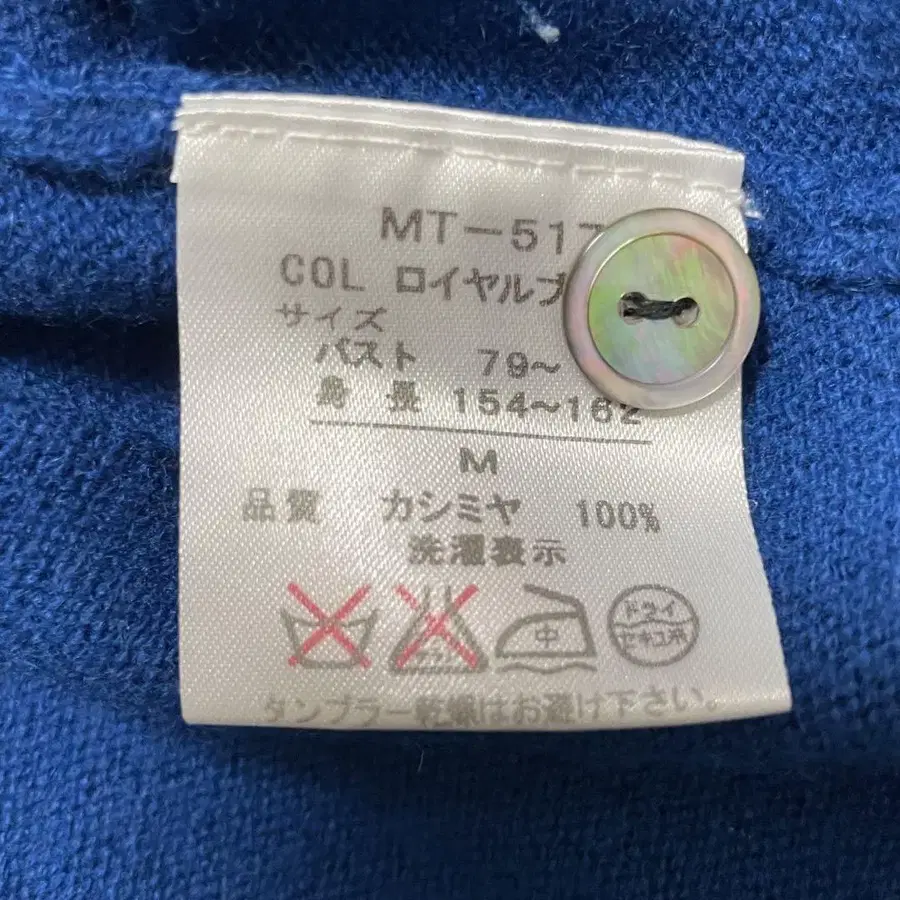 MT－517
COL ロイヤルブ
サイズ
バスト 79～
身長 154～162
M
品質 カシミヤ 100%
洗濯表示
中
ドライ
セキユ系
タンブラー乾燥はお避け下さい。